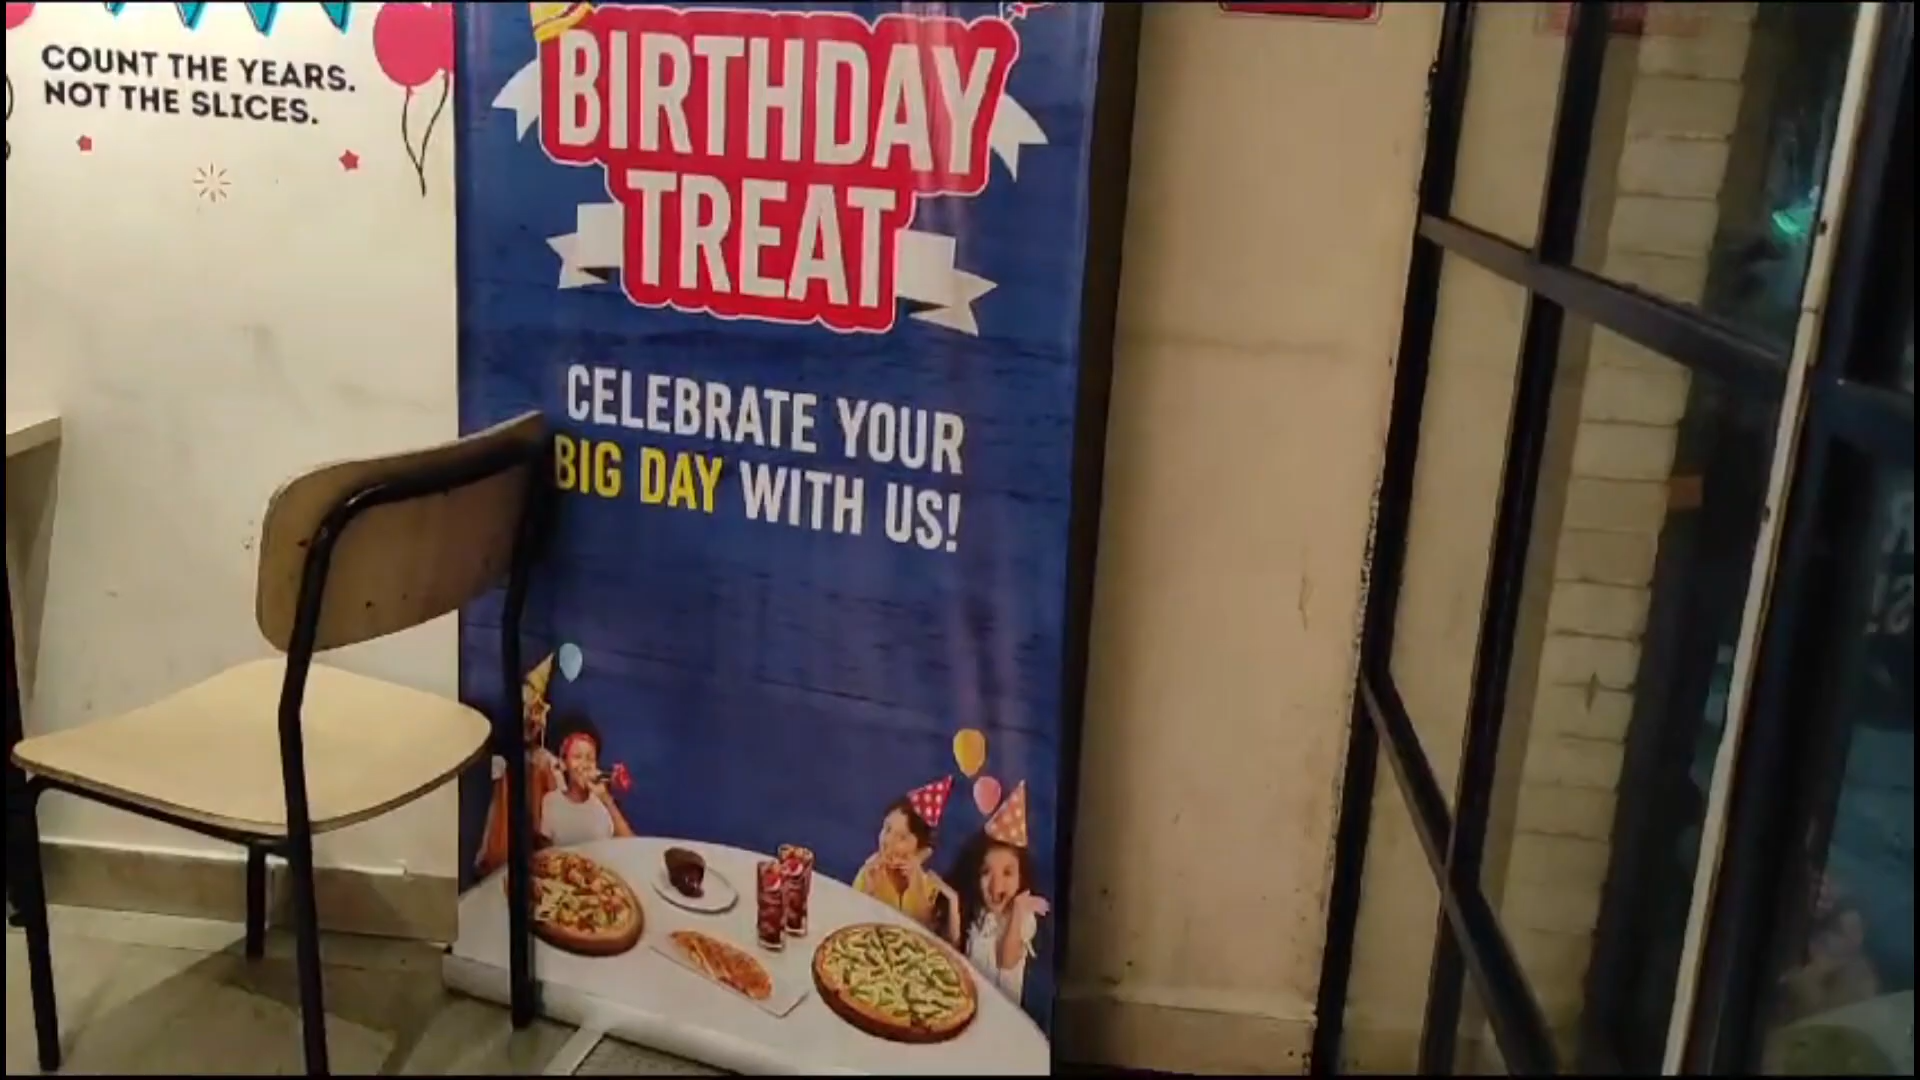 COUNT THE YEARS.
NOT THE SLICES.
BIRTHDAY
TREAT
CELEBRATE YOUR
BIG DAY WITH US!